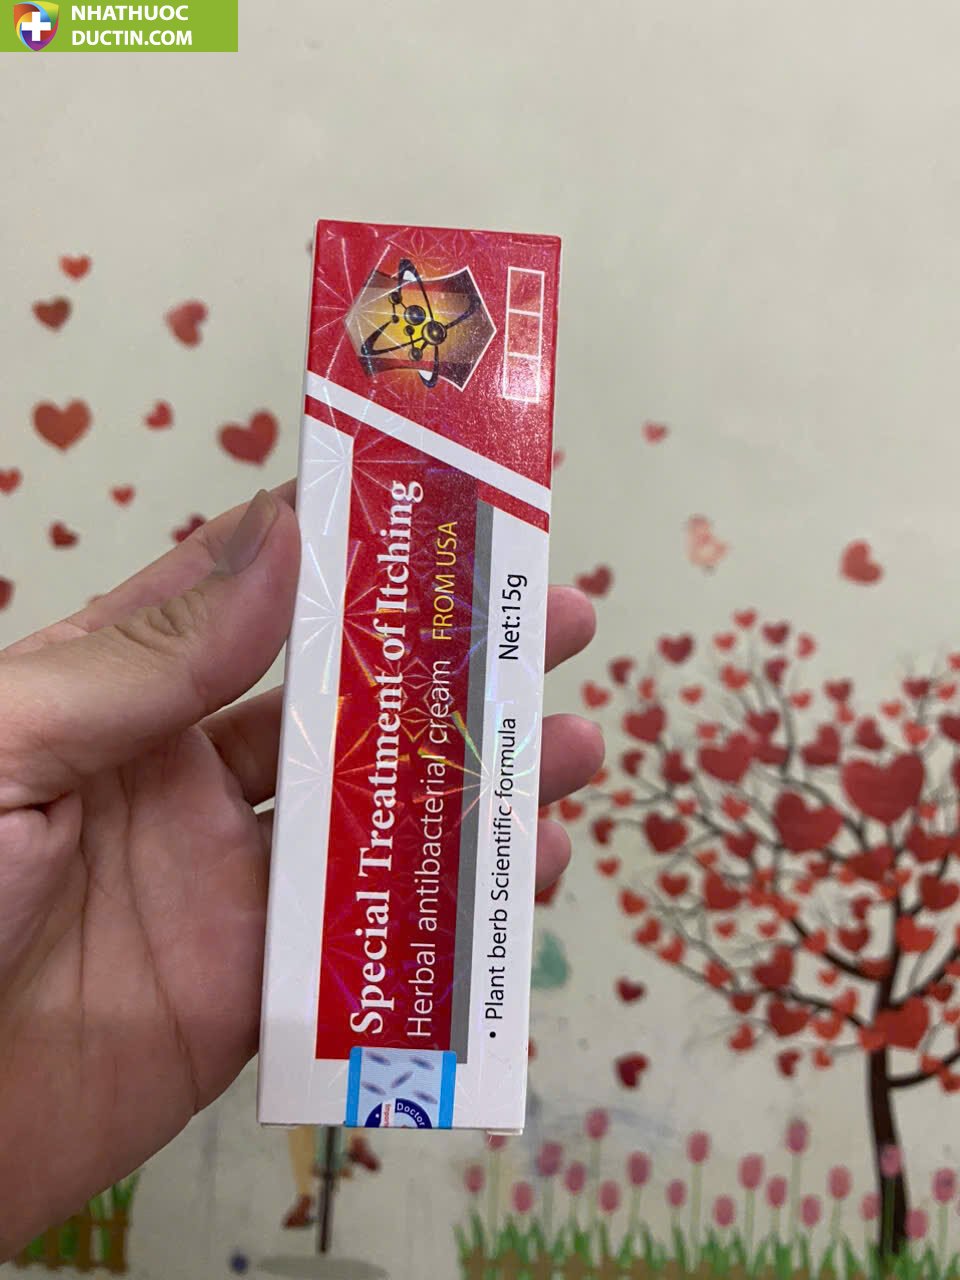 NHATHUOC
DUCTIN.COM
Special Treatment of Itching
Herbal antibacterial cream FROM USA
• Plant berb Scientific formula Net:15g
Doctor